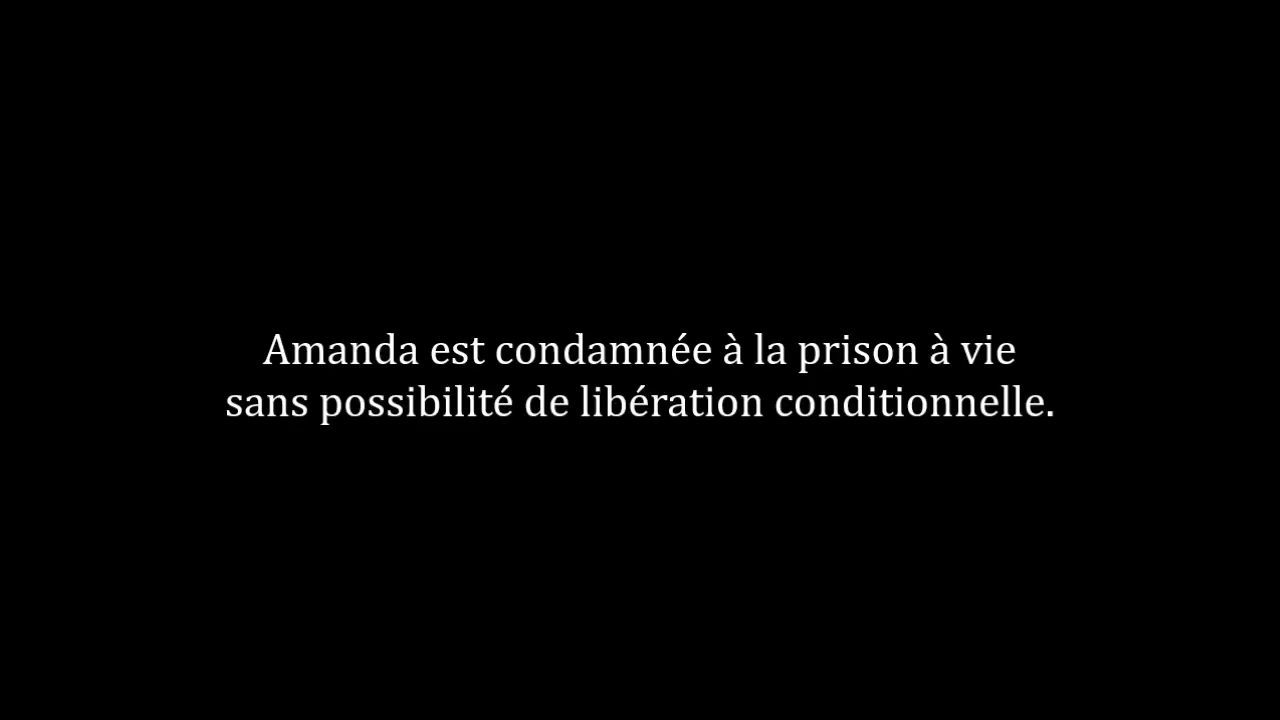 Amanda est condamnée à la prison à vie
sans possibilité de libération conditionnelle.